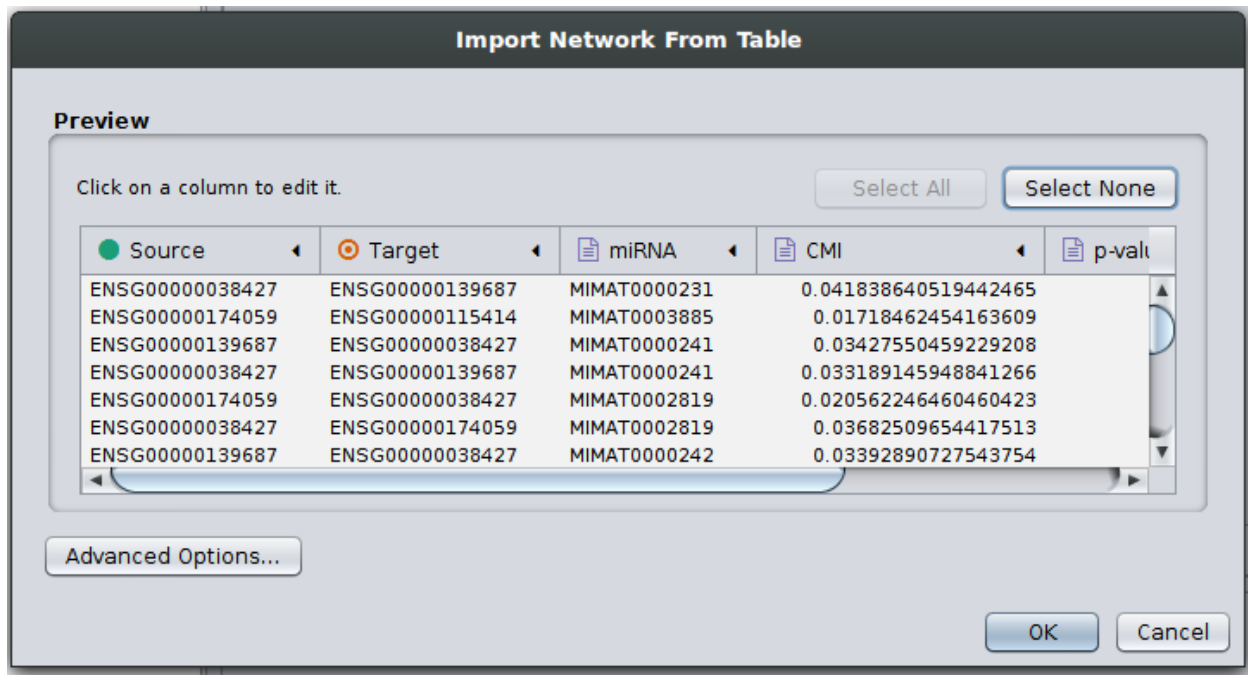 Import Network From Table
Preview
Click on a column to edit it.
Select All
Select None
Source Target miRNA CMI p-valu
ENSG00000038427 ENSG00000139687 MIMAT0000231 0.041838640519442465
ENSG00000174059 ENSG00000115414 MIMAT0003885 0.01718462454163609
ENSG00000139687 ENSG00000038427 MIMAT0000241 0.03427550459229208
ENSG00000038427 ENSG00000139687 MIMAT0000241 0.033189145948841266
ENSG00000174059 ENSG00000038427 MIMAT0002819 0.020562246460460423
ENSG00000038427 ENSG00000174059 MIMAT0002819 0.03682509654417513
ENSG00000139687 ENSG00000038427 MIMAT0000242 0.03392890727543754
Advanced Options...
OK
Cancel